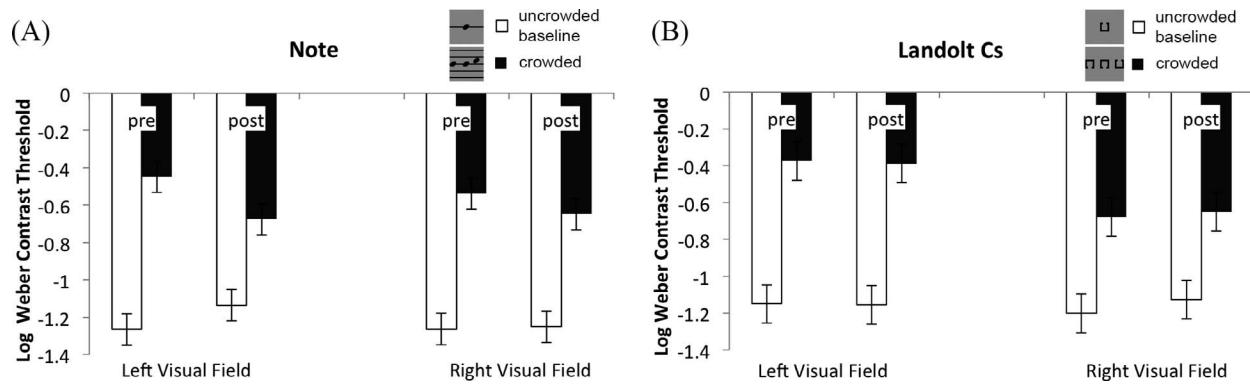 (A)
Note
uncrowded
baseline
crowded
0
-0.2
-0.4
-0.6
-0.8
-1
-1.2
-1.4
Log Weber Contrast Threshold
pre
post
pre
post
Left Visual Field
Right Visual Field
(B)
Landolt Cs
uncrowded
baseline
crowded
0
-0.2
-0.4
-0.6
-0.8
-1
-1.2
-1.4
Log Weber Contrast Threshold
pre
post
pre
post
Left Visual Field
Right Visual Field